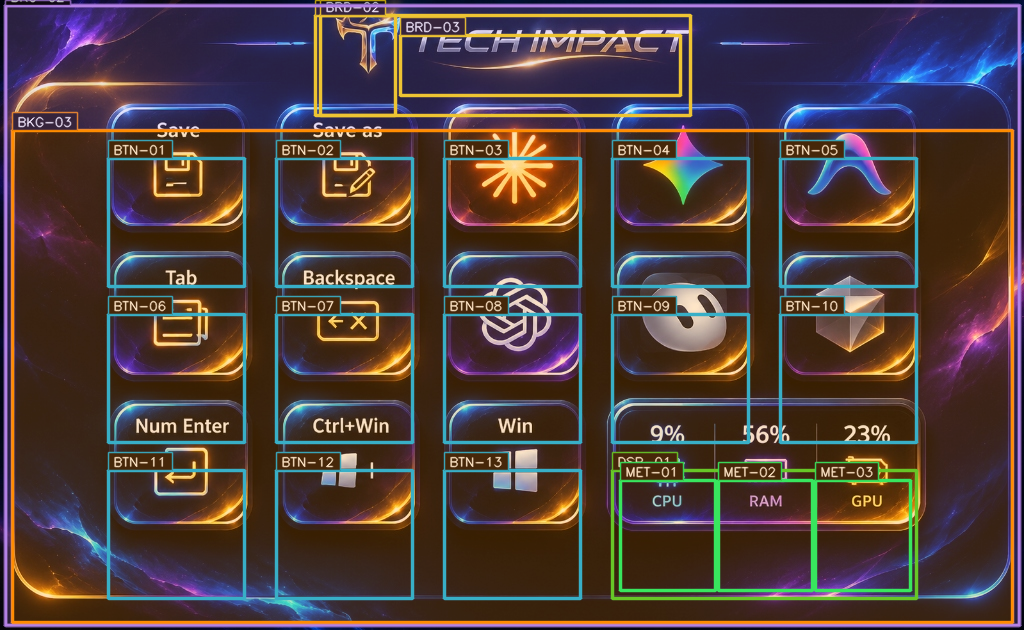 BRD-02
BRD-03
TECH IMPACT
BKG-03
Save
Save as
BTN-01
BTN-02
BTN-03
BTN-04
BTN-05
Tab
Backspace
BTN-06
BTN-07
BTN-08
BTN-09
BTN-10
Num Enter
Ctrl+Win
Win
9%
56%
23%
BTN-11
BTN-12
BTN-13
MET-01
MET-02
MET-03
CPU
RAM
GPU